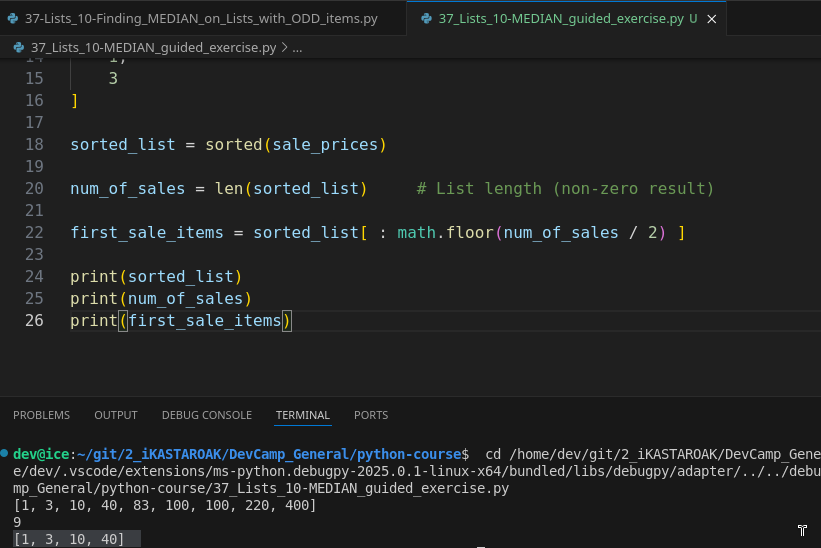 37-Lists_10-Finding_MEDIAN_on_Lists_with_ODD_items.py
37_Lists_10-MEDIAN_guided_exercise.py U ×
37_Lists_10-MEDIAN_guided_exercise.py > ...
14 1,
15 3
16 ]
17
18 sorted_list = sorted(sale_prices)
19
20 num_of_sales = len(sorted_list) # List length (non-zero result)
21
22 first_sale_items = sorted_list[ : math.floor(num_of_sales / 2) ]
23
24 print(sorted_list)
25 print(num_of_sales)
26 print(first_sale_items)
PROBLEMS OUTPUT DEBUG CONSOLE TERMINAL PORTS
dev@ice:~/git/2_iKASTAROAK/DevCamp_General/python-course$ cd /home/dev/git/2_iKASTAROAK/DevCamp_Gene
e/dev/.vscode/extensions/ms-python.debugpy-2025.0.1-linux-x64/bundled/libs/debugpy/adapter/../../debu
mp_General/python-course/37_Lists_10-MEDIAN_guided_exercise.py
[1, 3, 10, 40, 83, 100, 100, 220, 400]
9
[1, 3, 10, 40]